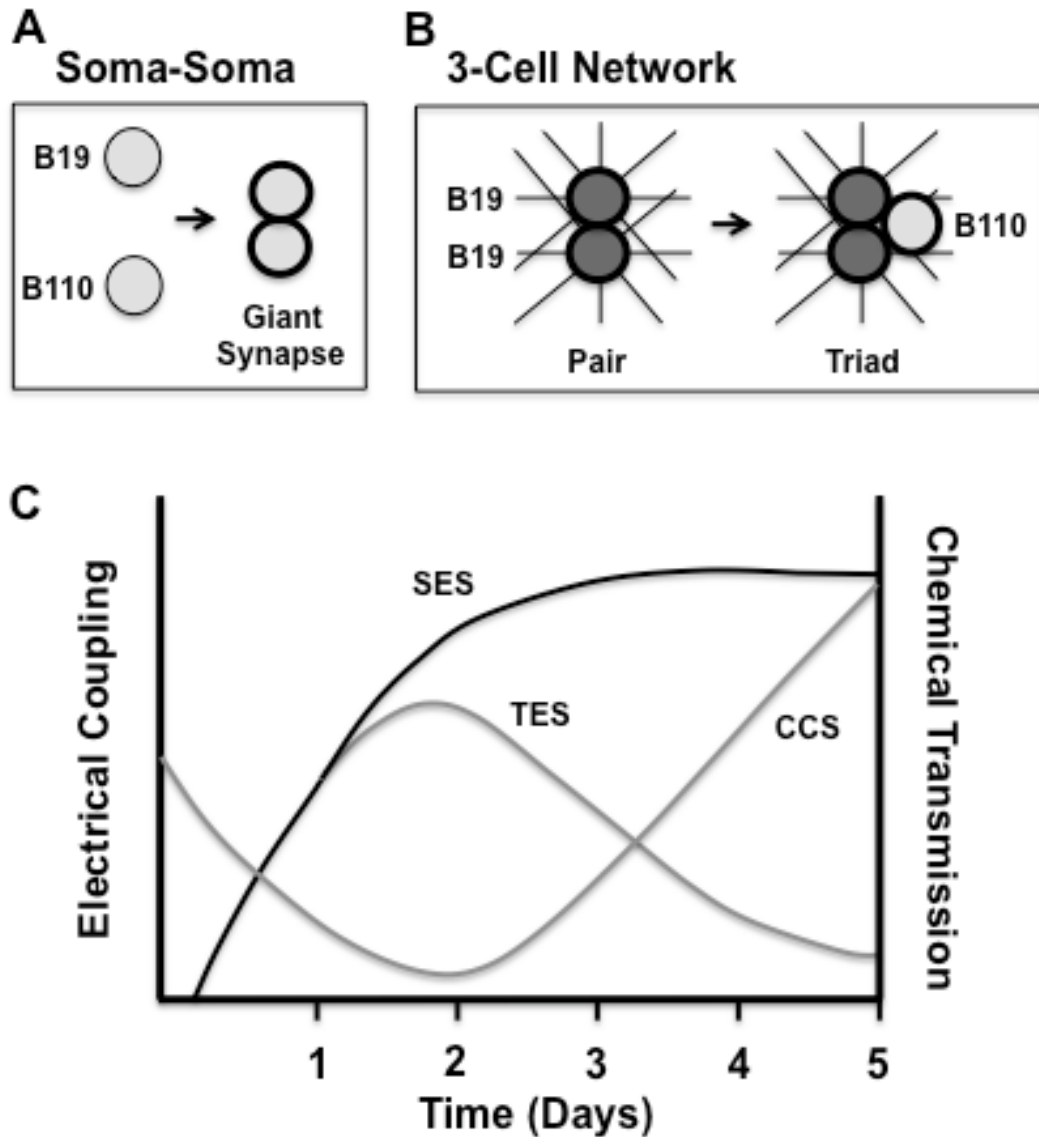 A
Soma-Soma
B19
B110
Giant
Synapse
B
3-Cell Network
B19
B19
Pair
B110
Triad
C
Electrical Coupling
Chemical Transmission
SES
TES
CCS
1 2 3 4 5
Time (Days)